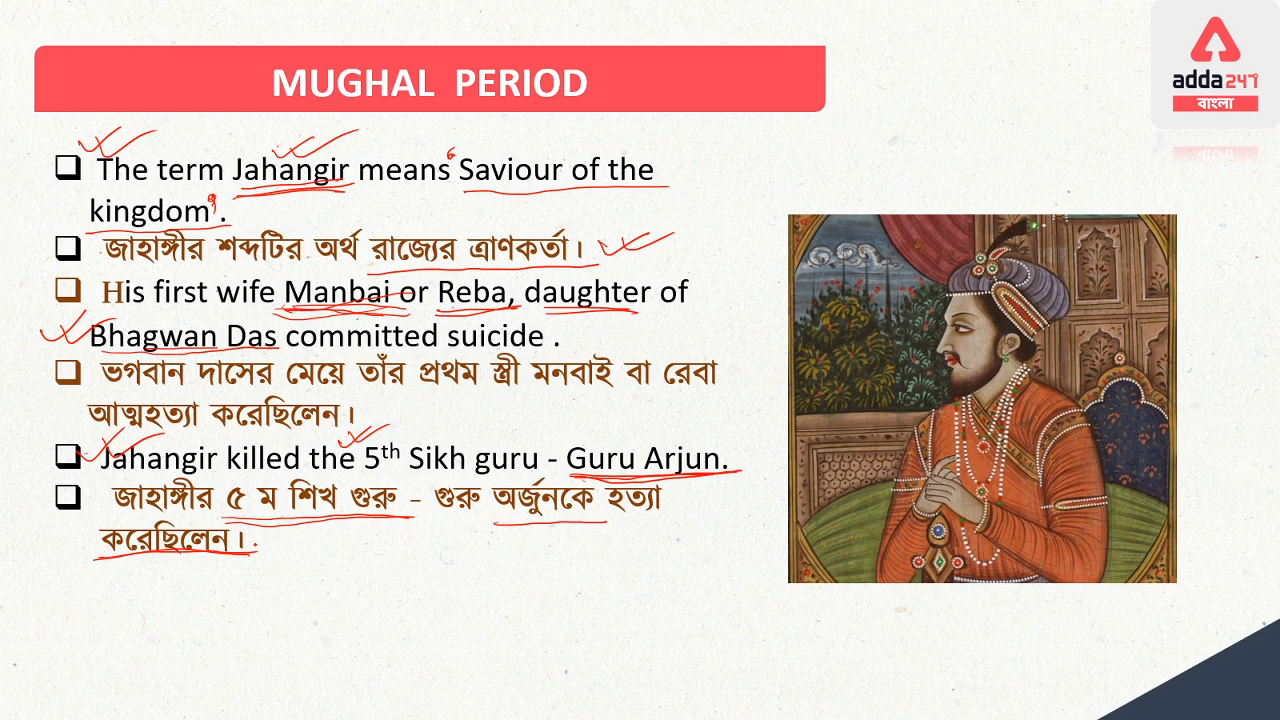 MUGHAL PERIOD
adda247
বাংলা
The term Jahangir means 'Saviour of the
kingdom'.
জাহাঙ্গীর শব্দটির অর্থ রাজ্যের ত্রাণকর্তা।
His first wife Manbai or Reba, daughter of
Bhagwan Das committed suicide .
ভগবান দাসের মেয়ে তাঁর প্রথম স্ত্রী মনবাই বা রেবা
আত্মহত্যা করেছিলেন।
Jahangir killed the 5th Sikh guru - Guru Arjun.
জাহাঙ্গীর ৫ ম শিখ গুরু - গুরু অর্জুনকে হত্যা
করেছিলেন।